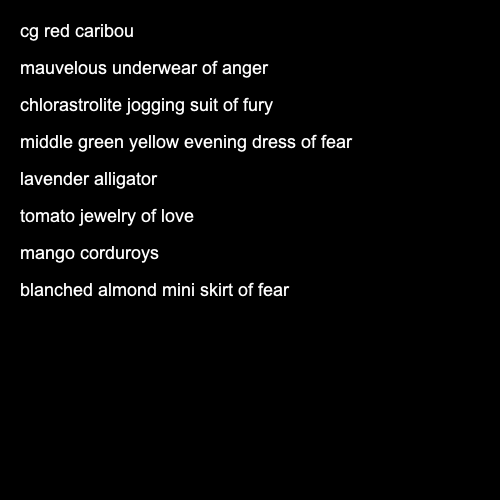 cg red caribou
mauvelous underwear of anger
chlorastrolite jogging suit of fury
middle green yellow evening dress of fear
lavender alligator
tomato jewelry of love
mango corduroys
blanched almond mini skirt of fear